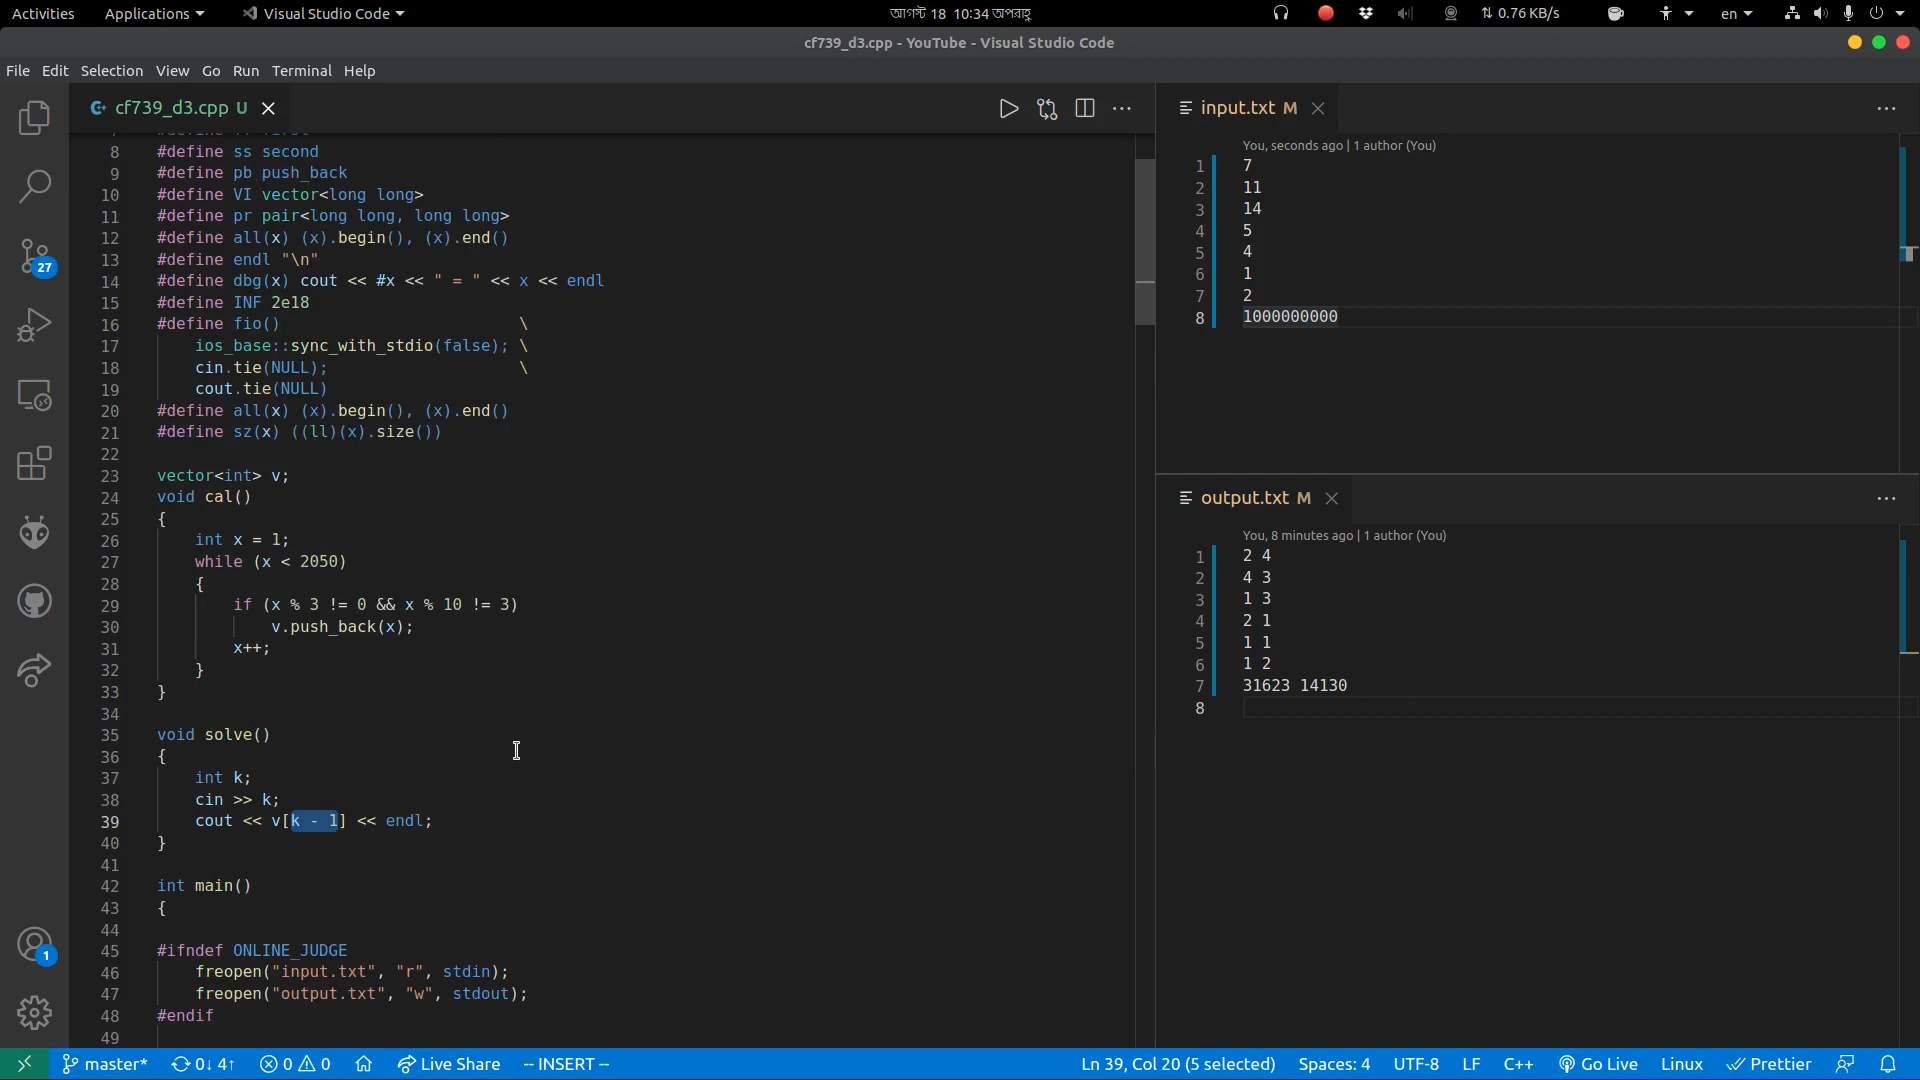 Activities Applications Visual Studio Code আগস্ট 18 10:34 অপরাহ্ণ 0.76 KB/s en
cf739_d3.cpp - YouTube - Visual Studio Code
File Edit Selection View Go Run Terminal Help
cf739_d3.cpp U
8 #define ss second
9 #define pb push_back
10 #define VI vector<long long>
11 #define pr pair<long long, long long>
12 #define all(x) (x).begin(), (x).end()
13 #define endl "\n"
14 #define dbg(x) cout << #x << " = " << x << endl
15 #define INF 2e18
16 #define fio() \
17 ios_base::sync_with_stdio(false); \
18 cin.tie(NULL); \
19 cout.tie(NULL)
20 #define all(x) (x).begin(), (x).end()
21 #define sz(x) ((ll)(x).size())
22
23 vector<int> v;
24 void cal()
25 {
26 int x = 1;
27 while (x < 2050)
28 {
29 if (x % 3 != 0 && x % 10 != 3)
30 v.push_back(x);
31 x++;
32 }
33 }
34
35 void solve()
36 {
37 int k;
38 cin >> k;
39 cout << v[k - 1] << endl;
40 }
41
42 int main()
43 {
44
45 #ifndef ONLINE_JUDGE
46 freopen("input.txt", "r", stdin);
47 freopen("output.txt", "w", stdout);
48 #endif
49
27
1
input.txt M
You, seconds ago | 1 author (You)
1 7
2 11
3 14
4 5
5 4
6 1
7 2
8 1000000000
output.txt M
You, 8 minutes ago | 1 author (You)
1 2 4
2 4 3
3 1 3
4 2 1
5 1 1
6 1 2
7 31623 14130
8
master* 0↓ 4↑ 0 0 Live Share -- INSERT -- Ln 39, Col 20 (5 selected) Spaces: 4 UTF-8 LF C++ Go Live Linux Prettier